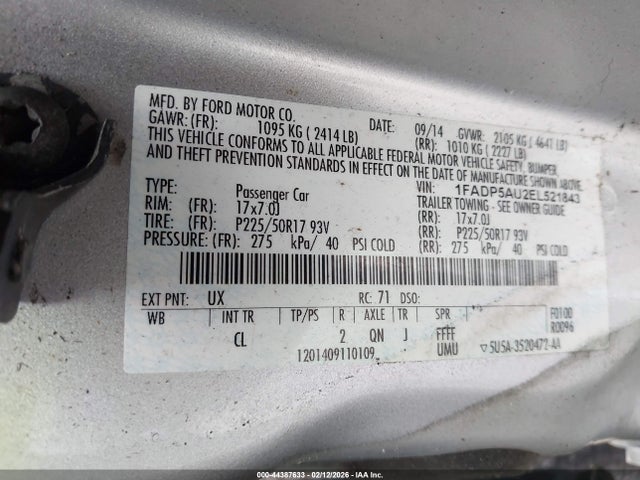 MFD. BY FORD MOTOR CO. DATE: 09/14 GVWR: 2105 KG ( 4641 LB)
GAWR: (FR): 1095 KG ( 2414 LB) (RR): 1010 KG ( 2227 LB)
THIS VEHICLE CONFORMS TO ALL APPLICABLE FEDERAL MOTOR VEHICLE SAFETY, BUMPER
AND THEFT PREVENTION STANDARDS IN EFFECT ON THE DATE OF MANUFACTURE SHOWN ABOVE
VIN: 1FADP5AU2EL521843
TYPE: Passenger Car TRAILER TOWING - SEE OWNER GUIDE
RIM: (FR): 17x7.0J (RR): 17x7.0J
TIRE: (FR): P225/50R17 93V (RR): P225/50R17 93V
PRESSURE: (FR): 275 kPa/ 40 PSI COLD (RR): 275 kPa/ 40 PSI COLD
EXT PNT: UX RC: 71 DSO:
WB INT TR TP/PS R AXLE TR SPR F0100
R0096
CL 2 QN J FFFF
1201409110109 UMU ▽5U5A-3520472-AA
000-44387633 - 02/12/2026 - IAA Inc.